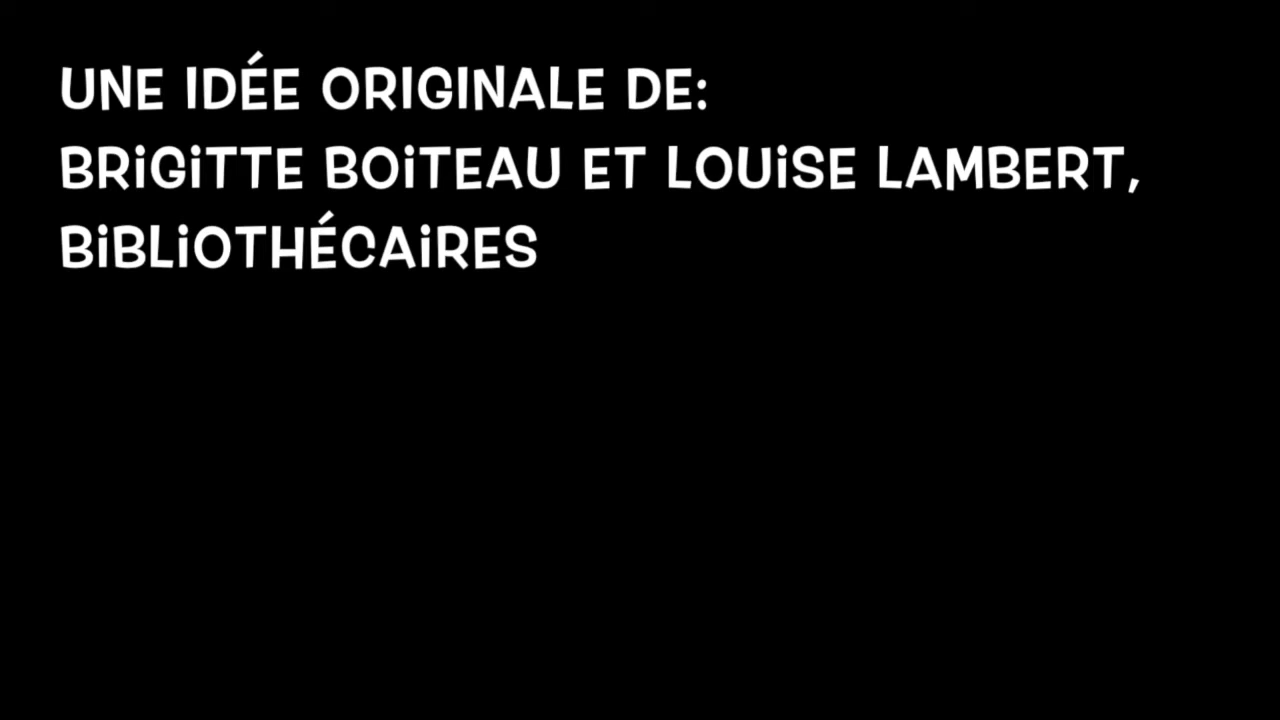 UNE IDÉE ORIGINALE DE:
BRiGiTTE BOiTEAU ET LOUiSE LAMBERT,
BiBLiOTHÉCAiRES